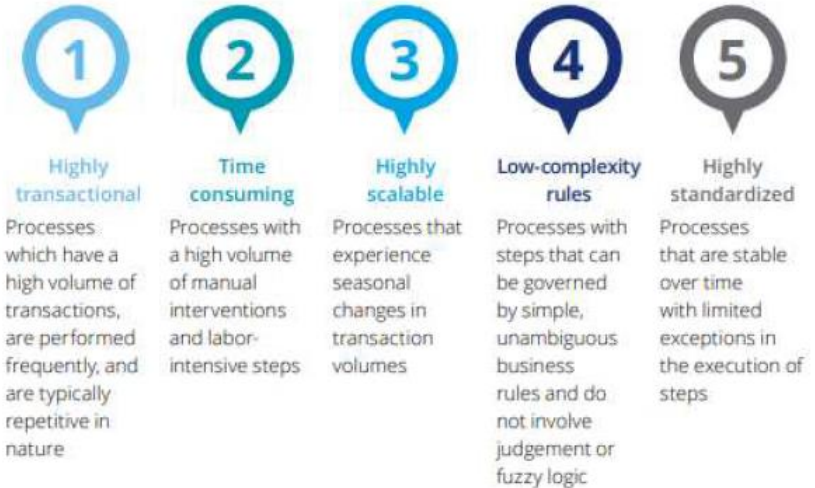 1
Highly
transactional
Processes
which have a
high volume of
transactions,
are performed
frequently, and
are typically
repetitive in
nature
2
Time
consuming
Processes with
a high volume
of manual
interventions
and labor-
intensive steps
3
Highly
scalable
Processes that
experience
seasonal
changes in
transaction
volumes
4
Low-complexity
rules
Processes with
steps that can
be governed
by simple,
unambiguous
business
rules and do
not involve
judgement or
fuzzy logic
5
Highly
standardized
Processes
that are stable
over time
with limited
exceptions in
the execution of
steps